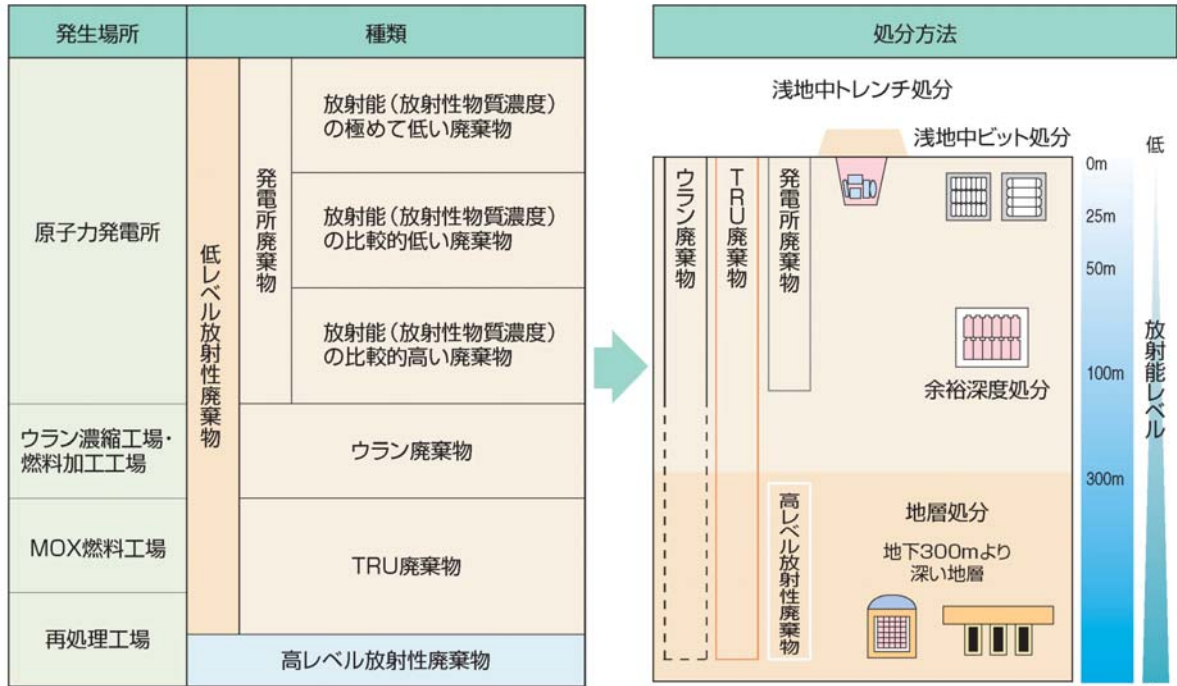 発生場所
種類
原子力発電所
ウラン濃縮工場・
燃料加工工場
MOX燃料工場
再処理工場
低レベル放射性廃棄物
発電所廃棄物
放射能(放射性物質濃度)
の極めて低い廃棄物
放射能(放射性物質濃度)
の比較的低い廃棄物
放射能(放射性物質濃度)
の比較的高い廃棄物
ウラン廃棄物
TRU廃棄物
高レベル放射性廃棄物
処分方法
浅地中トレンチ処分
浅地中ピット処分
ウラン廃棄物
TRU廃棄物
発電所廃棄物
余裕深度処分
高レベル放射性廃棄物
地層処分
地下300mより
深い地層
0m
25m
50m
100m
300m
低
放射能レベル